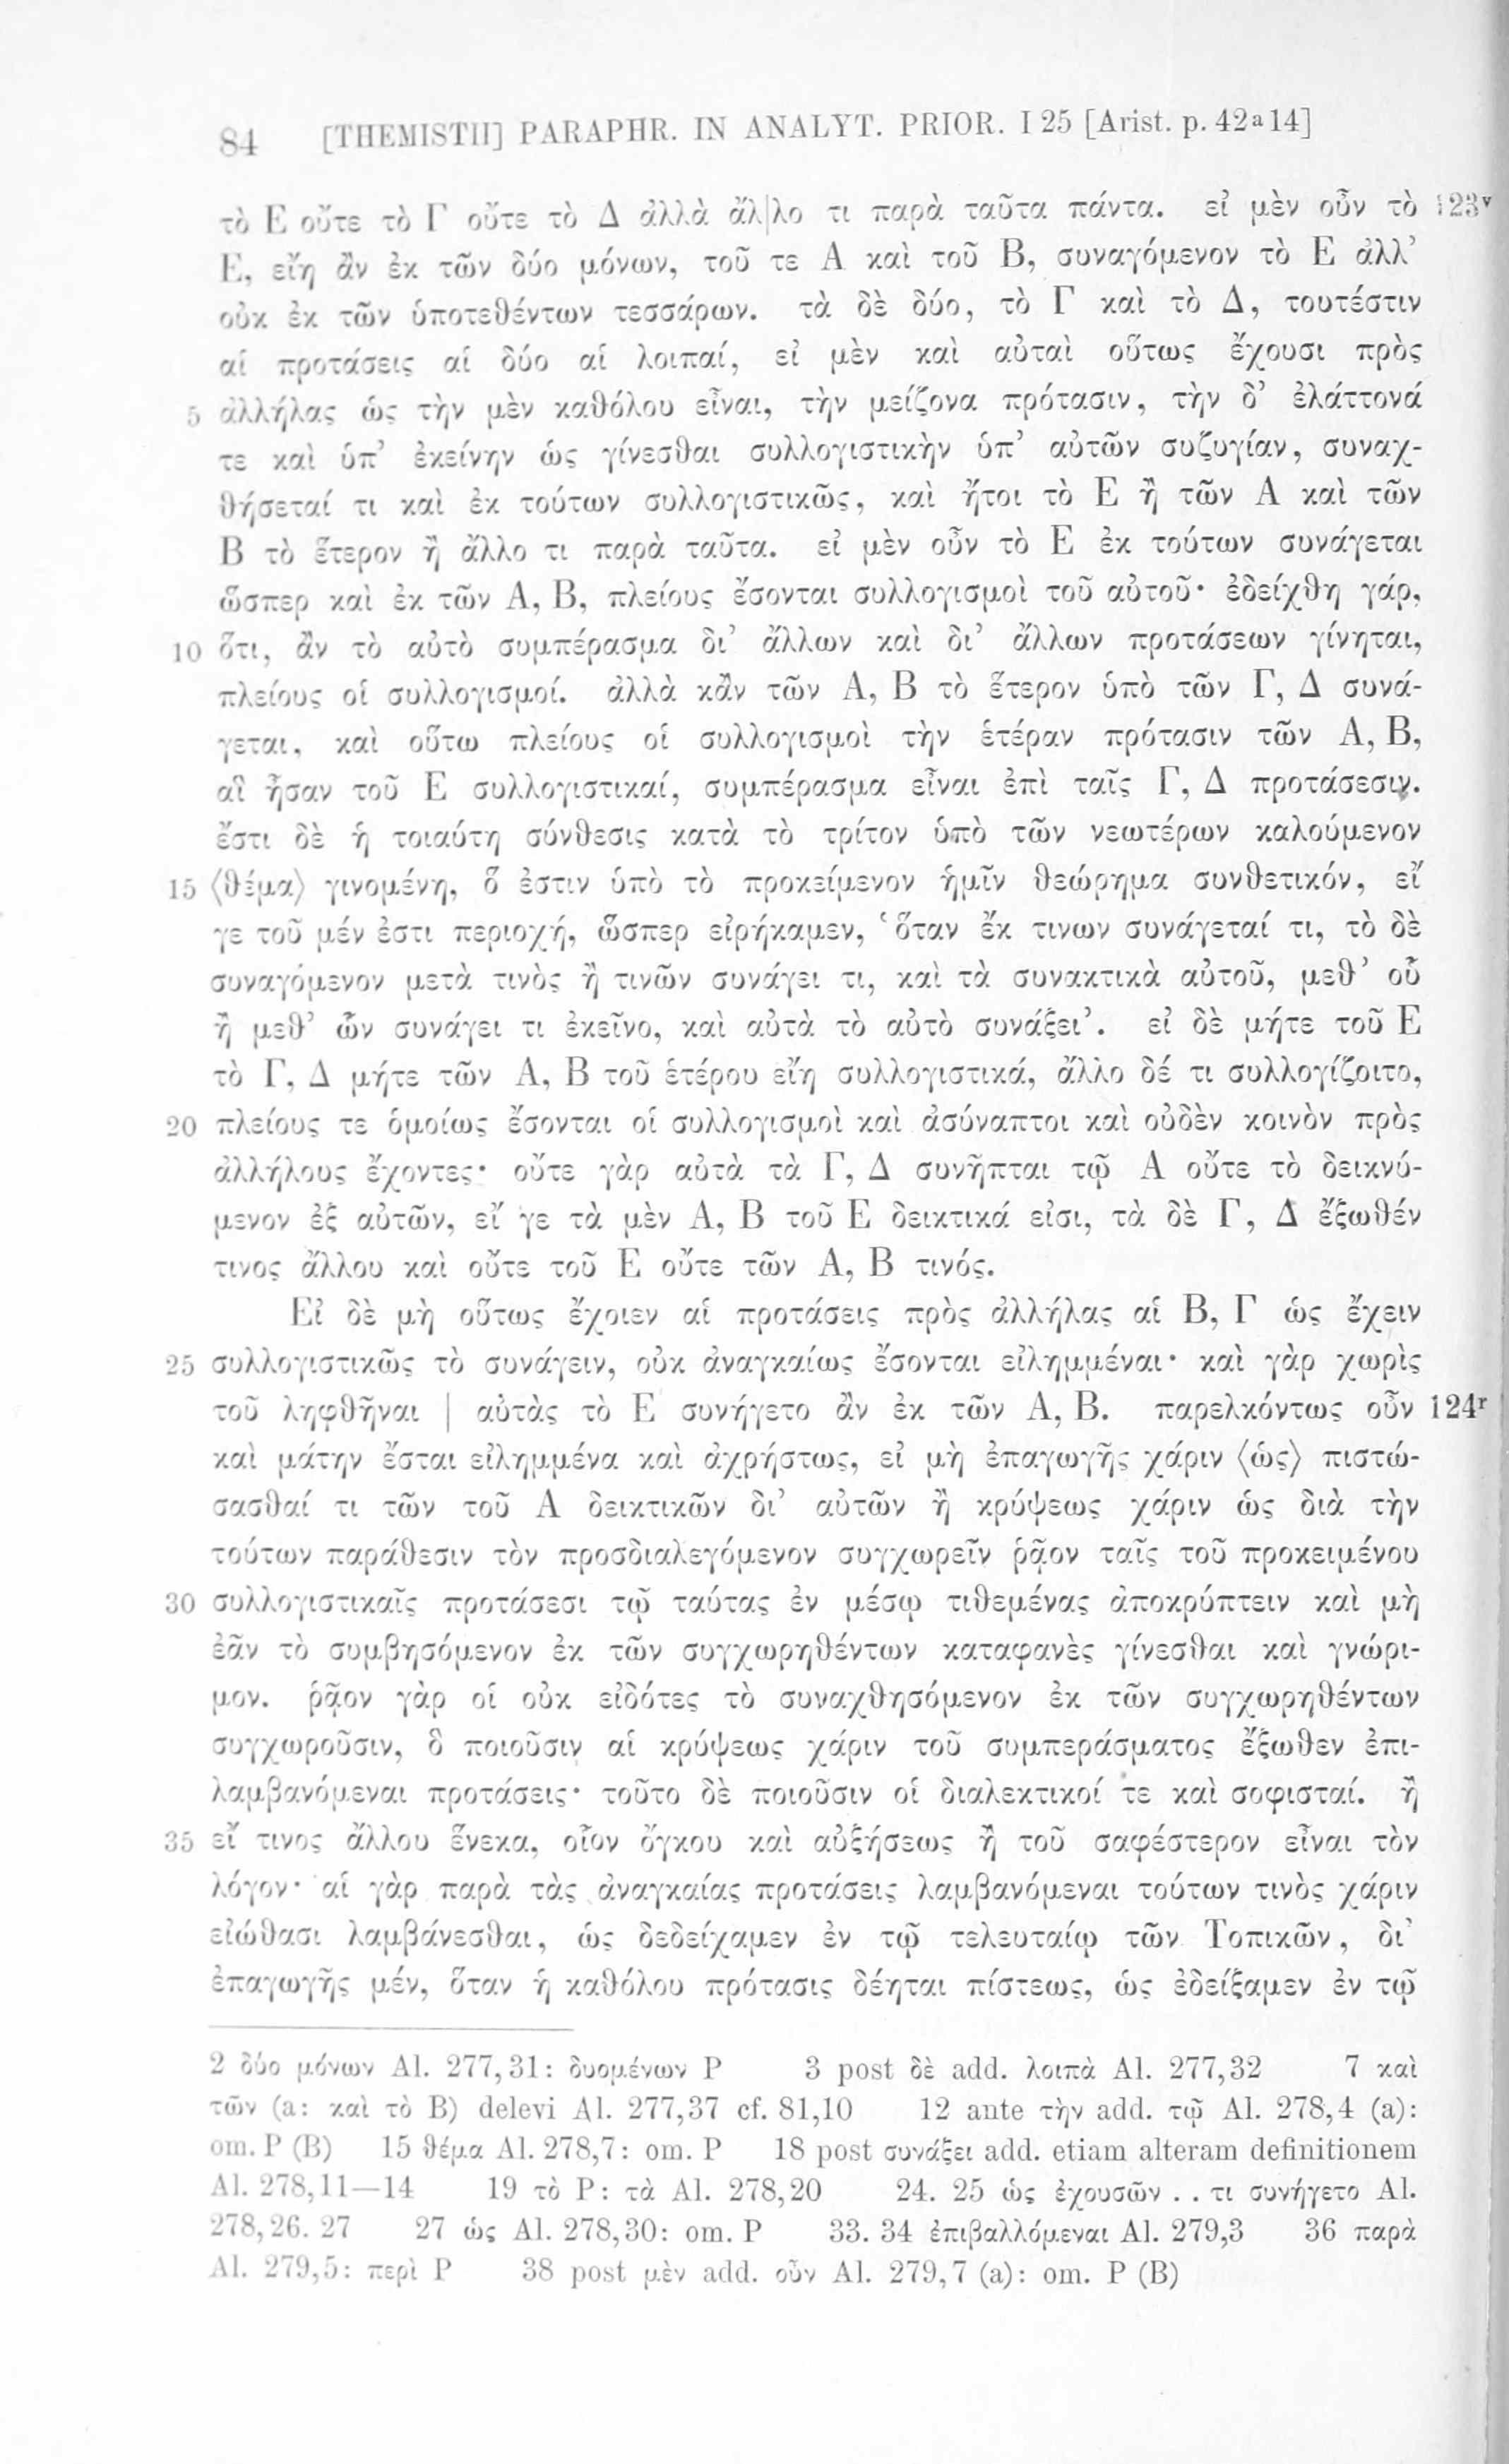 84 [THEMISTII] PARAPHR. IN ANALYT. PRIOR. I 25 [Arist. p. 42a14]
τὸ Ε οὔτε τὸ Γ οὔτε τὸ Δ ἀλλὰ ἄλ|λο τι παρὰ ταῦτα πάντα. εἰ μὲν οὖν τὸ 123v
Ε, εἴη ἂν ἐκ τῶν δύο μόνων, τοῦ τε Α καὶ τοῦ Β, συναγόμενον τὸ Ε ἀλλ’
οὐκ ἐκ τῶν ὑποτεθέντων τεσσάρων. τὰ δὲ δύο, τὸ Γ καὶ τὸ Δ, τουτέστιν
αἱ προτάσεις αἱ δύο αἱ λοιπαί, εἰ μὲν καὶ αὐταὶ οὕτως ἔχουσι πρὸς
5 ἀλλήλας ὡς τὴν μὲν καθόλου εἶναι, τὴν μείζονα πρότασιν, τὴν δ’ ἐλάττονά
τε καὶ ὑπ’ ἐκείνην ὡς γίνεσθαι συλλογιστικὴν ὑπ’ αὐτῶν συζυγίαν, συναχ-
θήσεταί τι καὶ ἐκ τούτων συλλογιστικῶς, καὶ ἤτοι τὸ Ε ἢ τῶν Α καὶ τῶν
Β τὸ ἕτερον ἢ ἄλλο τι παρὰ ταῦτα. εἰ μὲν οὖν τὸ Ε ἐκ τούτων συνάγεται
ὥσπερ καὶ ἐκ τῶν Α, Β, πλείους ἔσονται συλλογισμοὶ τοῦ αὐτοῦ· ἐδείχθη γάρ,
10 ὅτι, ἂν τὸ αὐτὸ συμπέρασμα δι’ ἄλλων καὶ δι’ ἄλλων προτάσεων γίνηται,
πλείους οἱ συλλογισμοί. ἀλλὰ κἂν τῶν Α, Β τὸ ἕτερον ὑπὸ τῶν Γ, Δ συνά-
γεται, καὶ οὕτω πλείους οἱ συλλογισμοὶ τὴν ἑτέραν πρότασιν τῶν Α, Β,
αἳ ἦσαν τοῦ Ε συλλογιστικαί, συμπέρασμα εἶναι ἐπὶ ταῖς Γ, Δ προτάσεσιν.
ἔστι δὲ ἡ τοιαύτη σύνθεσις κατὰ τὸ τρίτον ὑπὸ τῶν νεωτέρων καλούμενον
15 ⟨θέμα⟩ γινομένη, ὅ ἐστιν ὑπὸ τὸ προκείμενον ἡμῖν θεώρημα συνθετικόν, εἴ
γε τοῦ μέν ἐστι περιοχή, ὥσπερ εἰρήκαμεν, ‘ὅταν ἔκ τινων συνάγεταί τι, τὸ δὲ
συναγόμενον μετὰ τινὸς ἢ τινῶν συνάγει τι, καὶ τὰ συνακτικὰ αὐτοῦ, μεθ’ οὗ
ἢ μεθ’ ὧν συνάγει τι ἐκεῖνο, καὶ αὐτὰ τὸ αὐτὸ συνάξει’. εἰ δὲ μήτε τοῦ Ε
τὸ Γ, Δ μήτε τῶν Α, Β τοῦ ἑτέρου εἴη συλλογιστικά, ἄλλο δέ τι συλλογίζοιτο,
20 πλείους τε ὁμοίως ἔσονται οἱ συλλογισμοὶ καὶ ἀσύναπτοι καὶ οὐδὲν κοινὸν πρὸς
ἀλλήλους ἔχοντες· οὔτε γὰρ αὐτὰ τὰ Γ, Δ συνῆπται τῷ Α οὔτε τὸ δεικνύ-
μενον ἐξ αὐτῶν, εἴ γε τὰ μὲν Α, Β τοῦ Ε δεικτικά εἰσι, τὰ δὲ Γ, Δ ἔξωθέν
τινος ἄλλου καὶ οὔτε τοῦ Ε οὔτε τῶν Α, Β τινός.
Εἰ δὲ μὴ οὕτως ἔχοιεν αἱ προτάσεις πρὸς ἀλλήλας αἱ Β, Γ ὡς ἔχειν
25 συλλογιστικῶς τὸ συνάγειν, οὐκ ἀναγκαίως ἔσονται εἰλημμέναι· καὶ γὰρ χωρὶς
τοῦ ληφθῆναι | αὐτὰς τὸ Ε συνήγετο ἂν ἐκ τῶν Α, Β. παρελκόντως οὖν 124r
καὶ μάτην ἔσται εἰλημμένα καὶ ἀχρήστως, εἰ μὴ ἐπαγωγῆς χάριν ⟨ὡς⟩ πιστώ-
σασθαί τι τῶν τοῦ Α δεικτικῶν δι’ αὐτῶν ἢ κρύψεως χάριν ὡς διὰ τὴν
τούτων παράθεσιν τὸν προσδιαλεγόμενον συγχωρεῖν ῥᾷον ταῖς τοῦ προκειμένου
30 συλλογιστικαῖς προτάσεσι τῷ ταύτας ἐν μέσῳ τιθεμένας ἀποκρύπτειν καὶ μὴ
ἐᾶν τὸ συμβησόμενον ἐκ τῶν συγχωρηθέντων καταφανὲς γίνεσθαι καὶ γνώρι-
μον. ῥᾷον γὰρ οἱ οὐκ εἰδότες τὸ συναχθησόμενον ἐκ τῶν συγχωρηθέντων
συγχωροῦσιν, ὃ ποιοῦσιν αἱ κρύψεως χάριν τοῦ συμπεράσματος ἔξωθεν ἐπι-
λαμβανόμεναι προτάσεις· τοῦτο δὲ ποιοῦσιν οἱ διαλεκτικοί τε καὶ σοφισταί. ἢ
35 εἴ τινος ἄλλου ἕνεκα, οἷον ὄγκου καὶ αὐξήσεως ἢ τοῦ σαφέστερον εἶναι τὸν
λόγον· αἱ γὰρ παρὰ τὰς ἀναγκαίας προτάσεις λαμβανόμεναι τούτων τινὸς χάριν
εἰώθασι λαμβάνεσθαι, ὡς δεδείχαμεν ἐν τῷ τελευταίῳ τῶν Τοπικῶν, δι’
ἐπαγωγῆς μέν, ὅταν ἡ καθόλου πρότασις δέηται πίστεως, ὡς ἐδείξαμεν ἐν τῷ
2 δύο μόνων Al. 277,31: δυομένων P 3 post δὲ add. λοιπὰ Al. 277,32 7 καὶ
τῶν (a: καὶ τὸ B) delevi Al. 277,37 cf. 81,10 12 ante τὴν add. τῷ Al. 278,4 (a):
om. P (B) 15 θέμα Al. 278,7: om. P 18 post συνάξει add. etiam alteram definitionem
Al. 278,11—14 19 τὸ P: τὰ Al. 278,20 24. 25 ὡς ἐχουσῶν . . τι συνήγετο Al.
278,26. 27 27 ὡς Al. 278,30: om. P 33. 34 ἐπιβαλλόμεναι Al. 279,3 36 παρὰ
Al. 279,5: περὶ P 38 post μὲν add. οὖν Al. 279,7 (a): om. P (B)